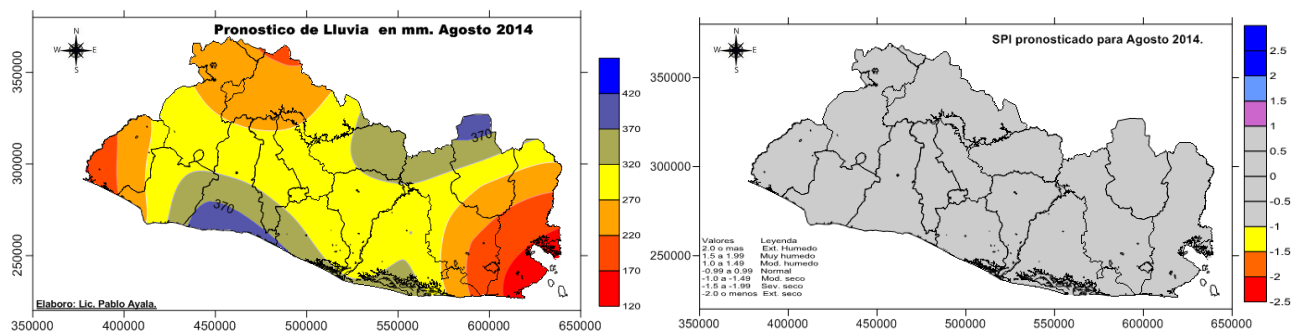 Pronostico de Lluvia en mm. Agosto 2014
N
W E
S
350000
300000
250000
370
370
420
370
320
270
220
170
120
Elaboro: Lic. Pablo Ayala.
400000 450000 500000 550000 600000 650000
SPI pronosticado para Agosto 2014.
N
W E
S
350000
300000
250000
2.5
2
1.5
1
0.5
0
-0.5
-1
-1.5
-2
-2.5
Valores Leyenda
2.0 o mas Ext. Humedo
1.5 a 1.99 Muy humedo
1.0 a 1.49 Mod. humedo
-0.99 a 0.99 Normal
-1.0 a -1.49 Mod. seco
-1.5 a -1.99 Sev. seco
-2.0 o menos Ext. seco
350000 400000 450000 500000 550000 600000 650000